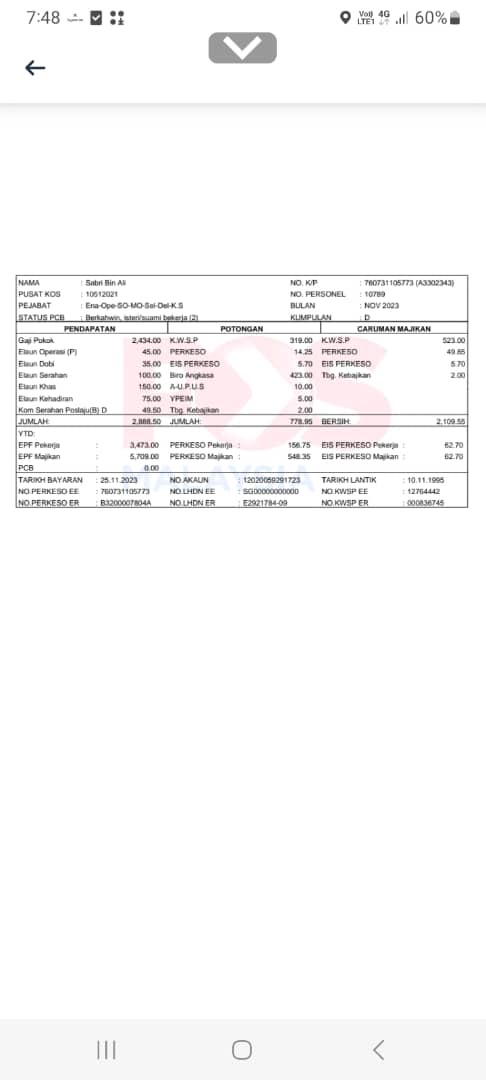 7:48 VoLTE1 4G 60%
NAMA : Sabri Bin Ali NO. K/P : 760731105773 (A3302343)
PUSAT KOS : 10512021 NO. PERSONEL : 10789
PEJABAT : Ena-Ope-SO-MO-Sel-Del-K.S BULAN : NOV 2023
STATUS PCB : Berkahwin, isteri/suami bekerja (2) KUMPULAN : D
PENDAPATAN POTONGAN CARUMAN MAJIKAN
Gaji Pokok 2,434.00 K.W.S.P 319.00 K.W.S.P 523.00
Elaun Operasi (P) 45.00 PERKESO 14.25 PERKESO 49.85
Elaun Dobi 35.00 EIS PERKESO 5.70 EIS PERKESO 5.70
Elaun Serahan 100.00 Biro Angkasa 423.00 Tbg. Kebajikan 2.00
Elaun Khas 150.00 A-U.P.U.S 10.00
Elaun Kehadiran 75.00 YPEIM 5.00
Kom Serahan Poslaju(B) D 49.50 Tbg. Kebajikan 2.00
JUMLAH: 2,888.50 JUMLAH: 778.95 BERSIH: 2,109.55
YTD:
EPF Pekerja : 3,473.00 PERKESO Pekerja : 156.75 EIS PERKESO Pekerja : 62.70
EPF Majikan : 5,709.00 PERKESO Majikan : 548.35 EIS PERKESO Majikan : 62.70
PCB : 0.00
MALAYSIA
TARIKH BAYARAN : 25.11.2023 NO.AKAUN : 12020059291723 TARIKH LANTIK : 10.11.1995
NO.PERKESO EE : 760731105773 NO.LHDN EE : SG00000000000 NO.KWSP EE : 12764442
NO.PERKESO ER : B3200007804A NO.LHDN ER : E2921784-09 NO.KWSP ER : 000836745